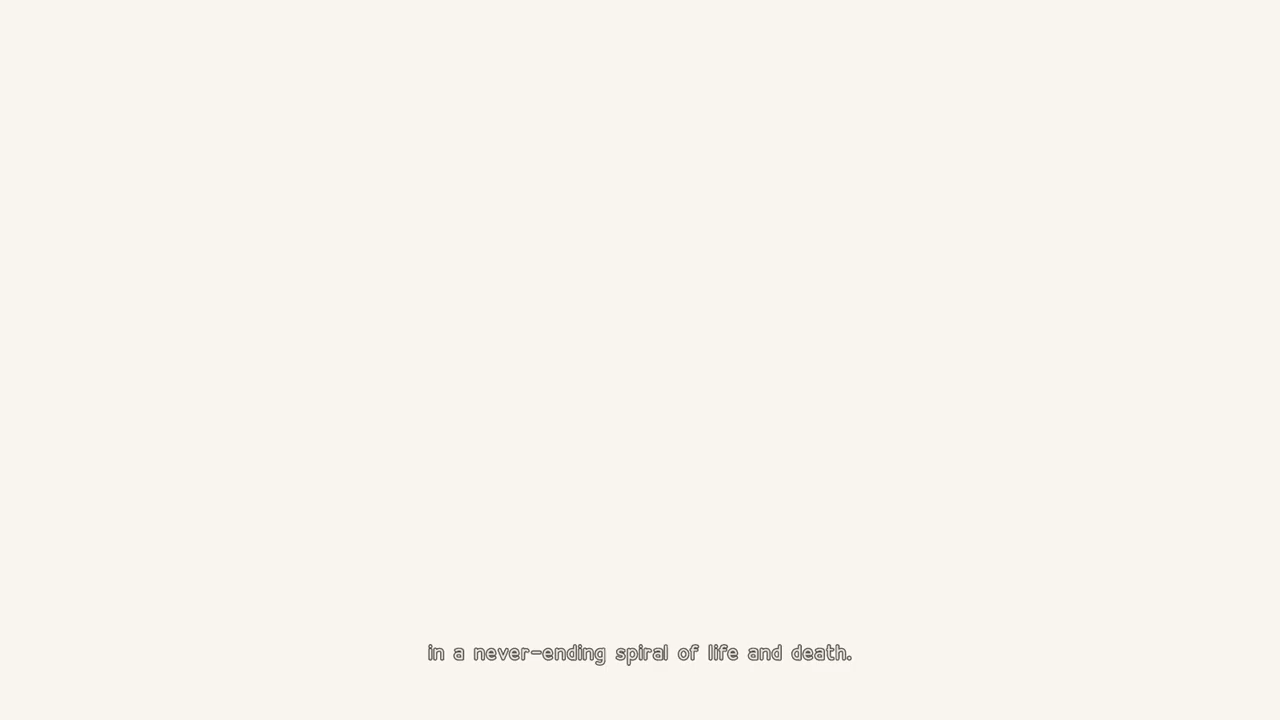 in a never-ending spiral of life and death.